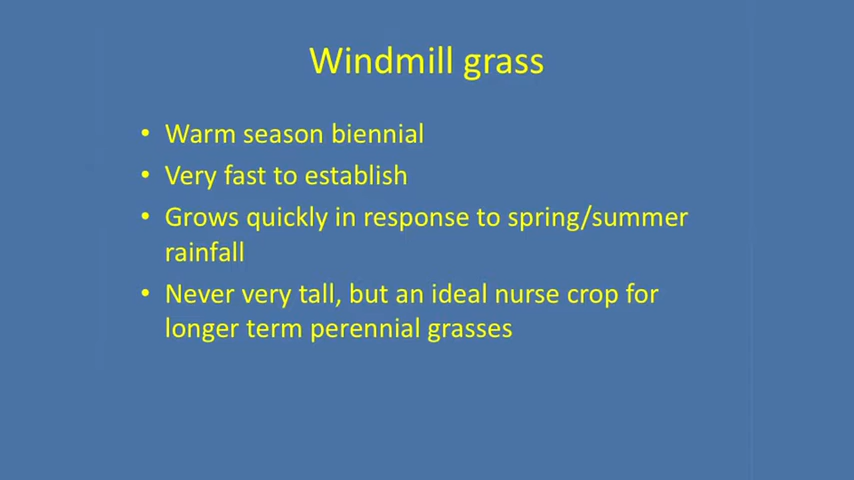 Windmill grass
• Warm season biennial
• Very fast to establish
• Grows quickly in response to spring/summer
rainfall
• Never very tall, but an ideal nurse crop for
longer term perennial grasses